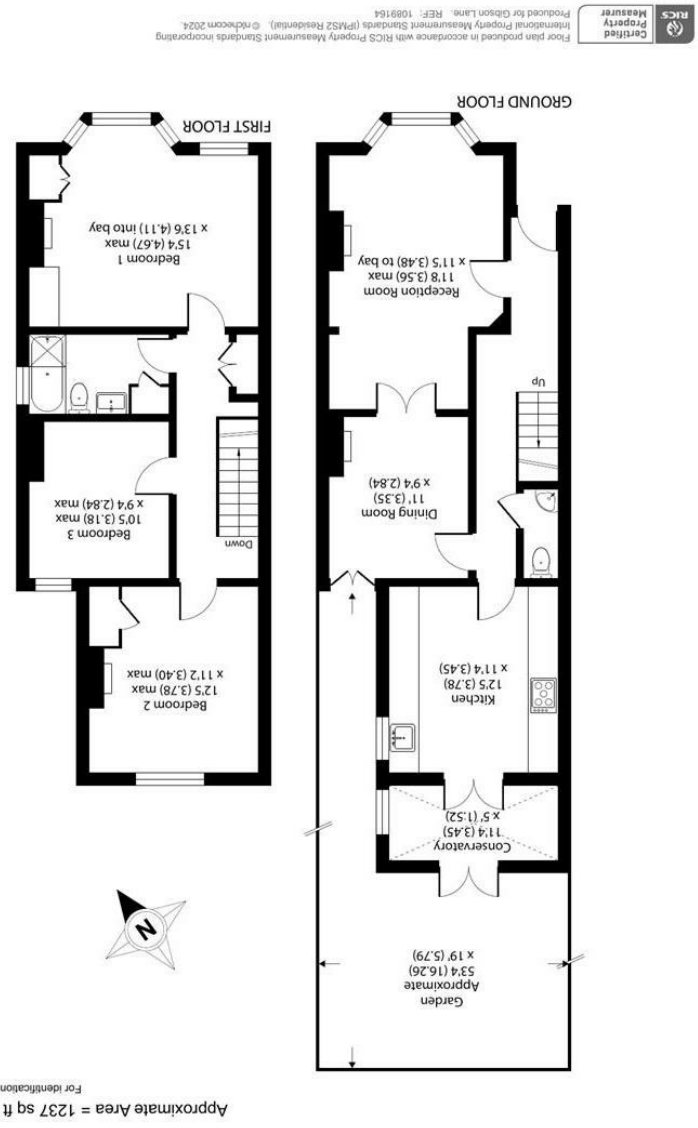 Approximate Area = 1237 sq ft
For identification
Garden
Approximate
53'4 (16.26)
x 19' (5.79)
Conservatory
11'4 (3.45)
x 5' (1.52)
Kitchen
12'5 (3.78)
x 11'4 (3.45)
Dining Room
11' (3.35)
x 9'4 (2.84)
Up
Reception Room
11'8 (3.56) max
x 11'5 (3.48) to bay
GROUND FLOOR
N
Bedroom 2
12'5 (3.78) max
x 11'2 (3.40) max
Down
Bedroom 3
10'5 (3.18) max
x 9'4 (2.84) max
Bedroom 1
15'4 (4.67) max
x 13'6 (4.11) into bay
FIRST FLOOR
RICS
Certified
Property
Measurer
Floor plan produced in accordance with RICS Property Measurement Standards incorporating
International Property Measurement Standards (IPMS2 Residential). © nichecom 2024.
Produced for Gibson Lane. REF: 1089164